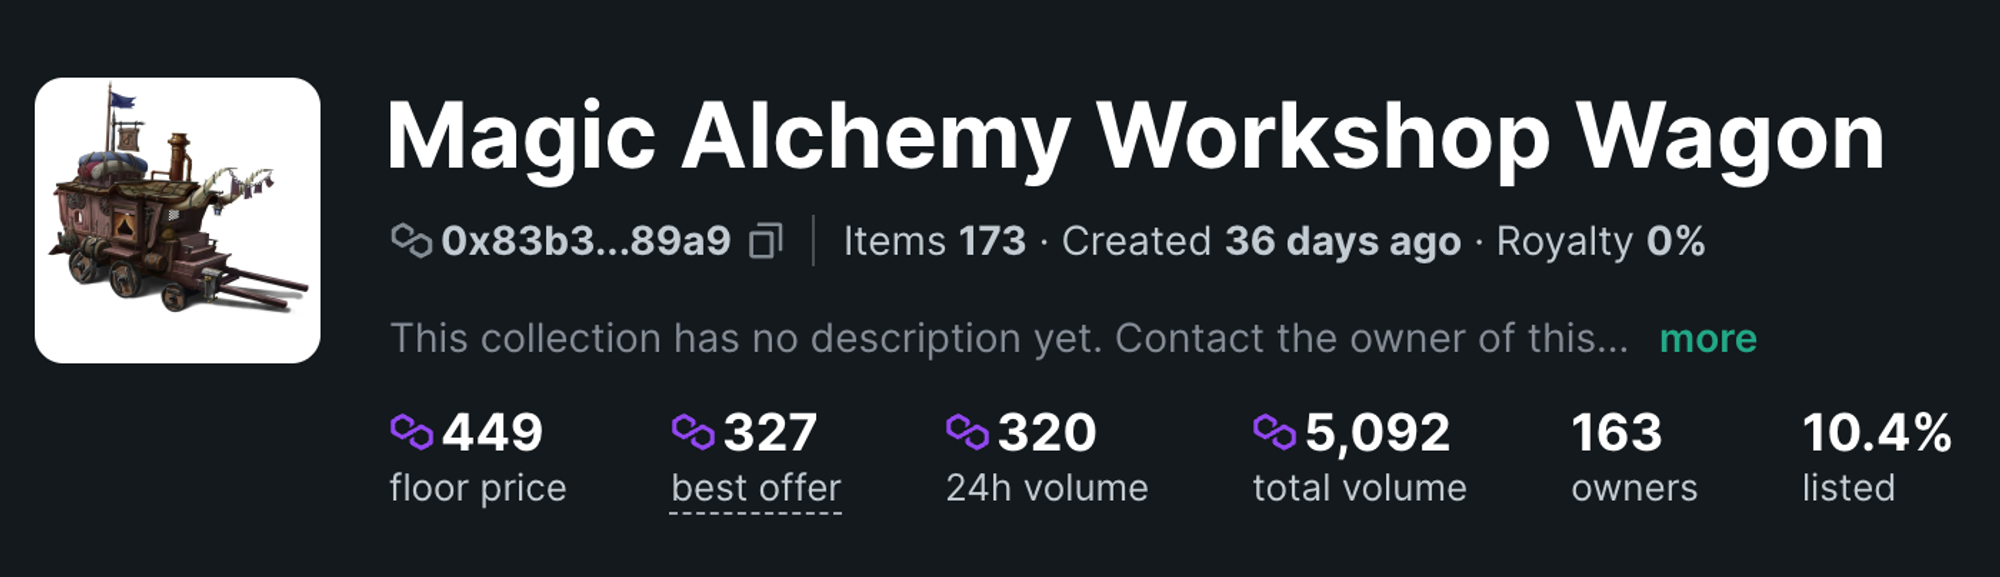 Magic Alchemy Workshop Wagon
0x83b3...89a9 Items 173 · Created 36 days ago · Royalty 0%
This collection has no description yet. Contact the owner of this... more
449 327 320 5,092 163 10.4%
floor price best offer 24h volume total volume owners listed